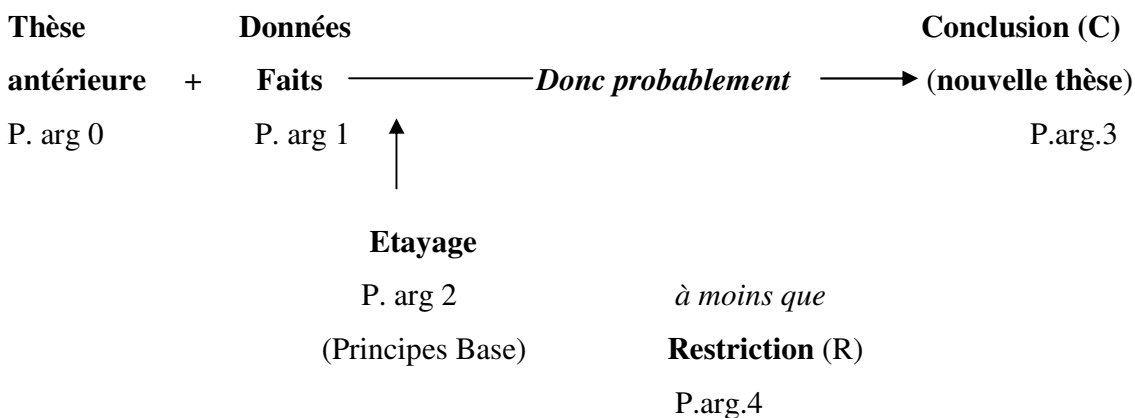 Thèse Données Conclusion (C)
antérieure + Faits Donc probablement (nouvelle thèse)
P. arg 0 P. arg 1 P.arg.3
Etayage
P. arg 2 à moins que
(Principes Base) Restriction (R)
P.arg.4